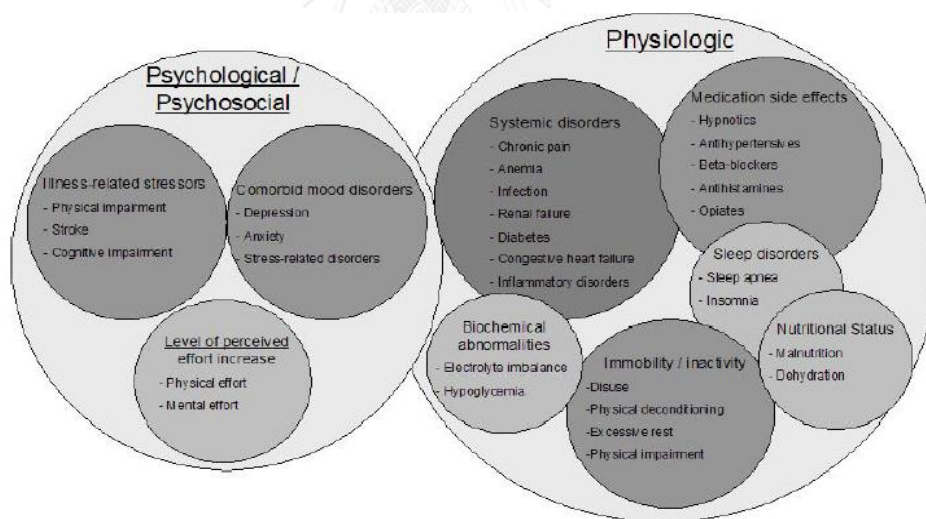 Psychological /
Psychosocial
Illness-related stressors
- Physical impairment
- Stroke
- Cognitive impairment
Comorbid mood disorders
- Depression
- Anxiety
- Stress-related disorders
Level of perceived
effort increase
- Physical effort
- Mental effort
Physiologic
Systemic disorders
- Chronic pain
- Anemia
- Infection
- Renal failure
- Diabetes
- Congestive heart failure
- Inflammatory disorders
Medication side effects
- Hypnotics
- Antihypertensives
- Beta-blockers
- Antihistamines
- Opiates
Sleep disorders
- Sleep apnea
- Insomnia
Biochemical
abnormalities
- Electrolyte imbalance
- Hypoglycemia
Immobility / inactivity
-Disuse
-Physical deconditioning
-Excessive rest
-Physical impairment
Nutritional Status
- Malnutrition
- Dehydration